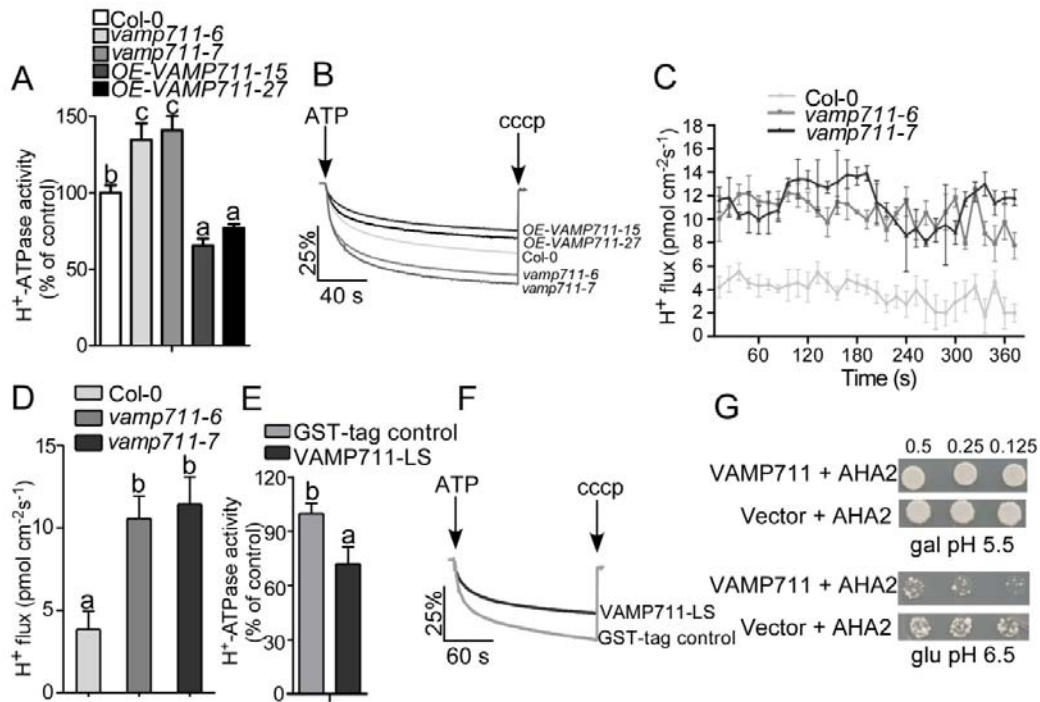 A
Col-0
vamp711-6
vamp711-7
OE-VAMP711-15
OE-VAMP711-27
H⁺-ATPase activity
(% of control)
150
100
50
0
b
c
c
a
a
B
ATP
cccp
25%
40 s
OE-VAMP711-15
OE-VAMP711-27
Col-0
vamp711-6
vamp711-7
C
Col-0
vamp711-6
vamp711-7
H⁺ flux (pmol cm⁻²s⁻¹)
18
16
14
12
10
8
6
4
2
0
60
120
180
240
300
360
Time (s)
D
Col-0
vamp711-6
vamp711-7
H⁺ flux (pmol cm⁻²s⁻¹)
15
10
5
0
a
b
b
E
GST-tag control
VAMP711-LS
H⁺-ATPase activity
(% of control)
120
90
60
30
0
b
a
F
ATP
cccp
25%
60 s
VAMP711-LS
GST-tag control
G
0.5 0.25 0.125
VAMP711 + AHA2
Vector + AHA2
gal pH 5.5
VAMP711 + AHA2
Vector + AHA2
glu pH 6.5